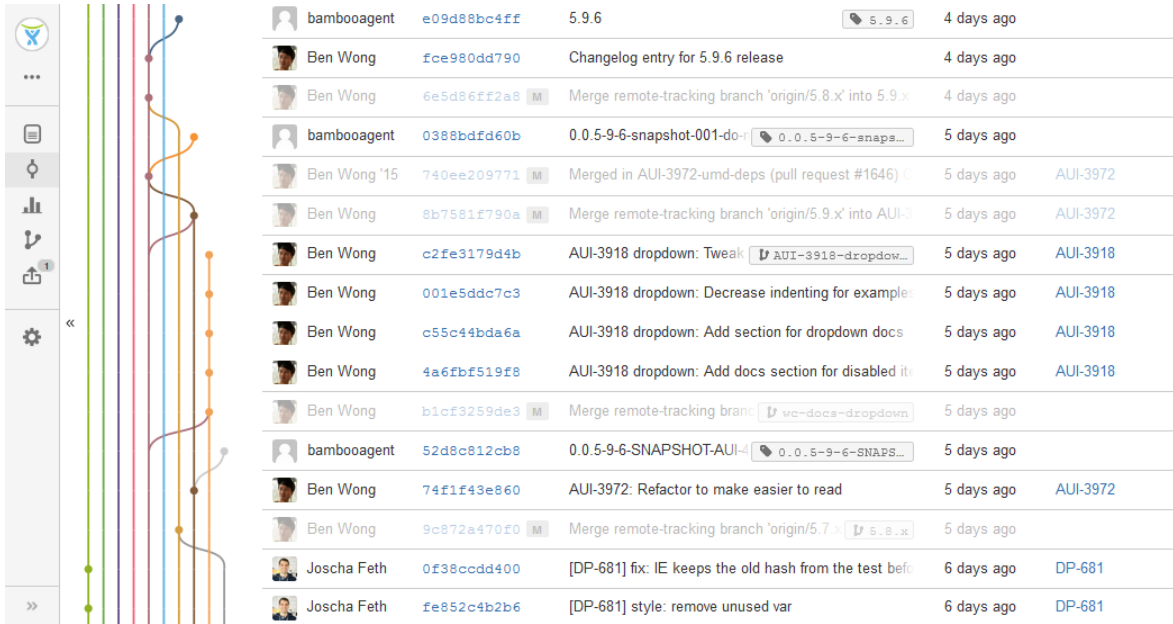 bambooagent e09d88bc4ff 5.9.6 5.9.6 4 days ago
Ben Wong fce980dd790 Changelog entry for 5.9.6 release 4 days ago
Ben Wong 6e5d86ff2a8 M Merge remote-tracking branch 'origin/5.8.x' into 5.9.x 4 days ago
bambooagent 0388bdfd60b 0.0.5-9-6-snapshot-001-do- 0.0.5-9-6-snaps… 5 days ago
Ben Wong '15 740ee209771 M Merged in AUI-3972-umd-deps (pull request #1646) 5 days ago AUI-3972
Ben Wong 8b7581f790a M Merge remote-tracking branch 'origin/5.9.x' into AUI-3 5 days ago AUI-3972
Ben Wong c2fe3179d4b AUI-3918 dropdown: Tweak AUI-3918-dropdow… 5 days ago AUI-3918
Ben Wong 001e5ddc7c3 AUI-3918 dropdown: Decrease indenting for examples 5 days ago AUI-3918
1
« Ben Wong c55c44bda6a AUI-3918 dropdown: Add section for dropdown docs 5 days ago AUI-3918
Ben Wong 4a6fbf519f8 AUI-3918 dropdown: Add docs section for disabled ite 5 days ago AUI-3918
Ben Wong b1cf3259de3 M Merge remote-tracking branc wc-docs-dropdown 5 days ago
bambooagent 52d8c812cb8 0.0.5-9-6-SNAPSHOT-AUI-4 0.0.5-9-6-SNAPS… 5 days ago
Ben Wong 74f1f43e860 AUI-3972: Refactor to make easier to read 5 days ago AUI-3972
Ben Wong 9c872a470f0 M Merge remote-tracking branch 'origin/5.7.x 5.8.x 5 days ago
Joscha Feth 0f38ccdd400 [DP-681] fix: IE keeps the old hash from the test befo 6 days ago DP-681
» Joscha Feth fe852c4b2b6 [DP-681] style: remove unused var 6 days ago DP-681